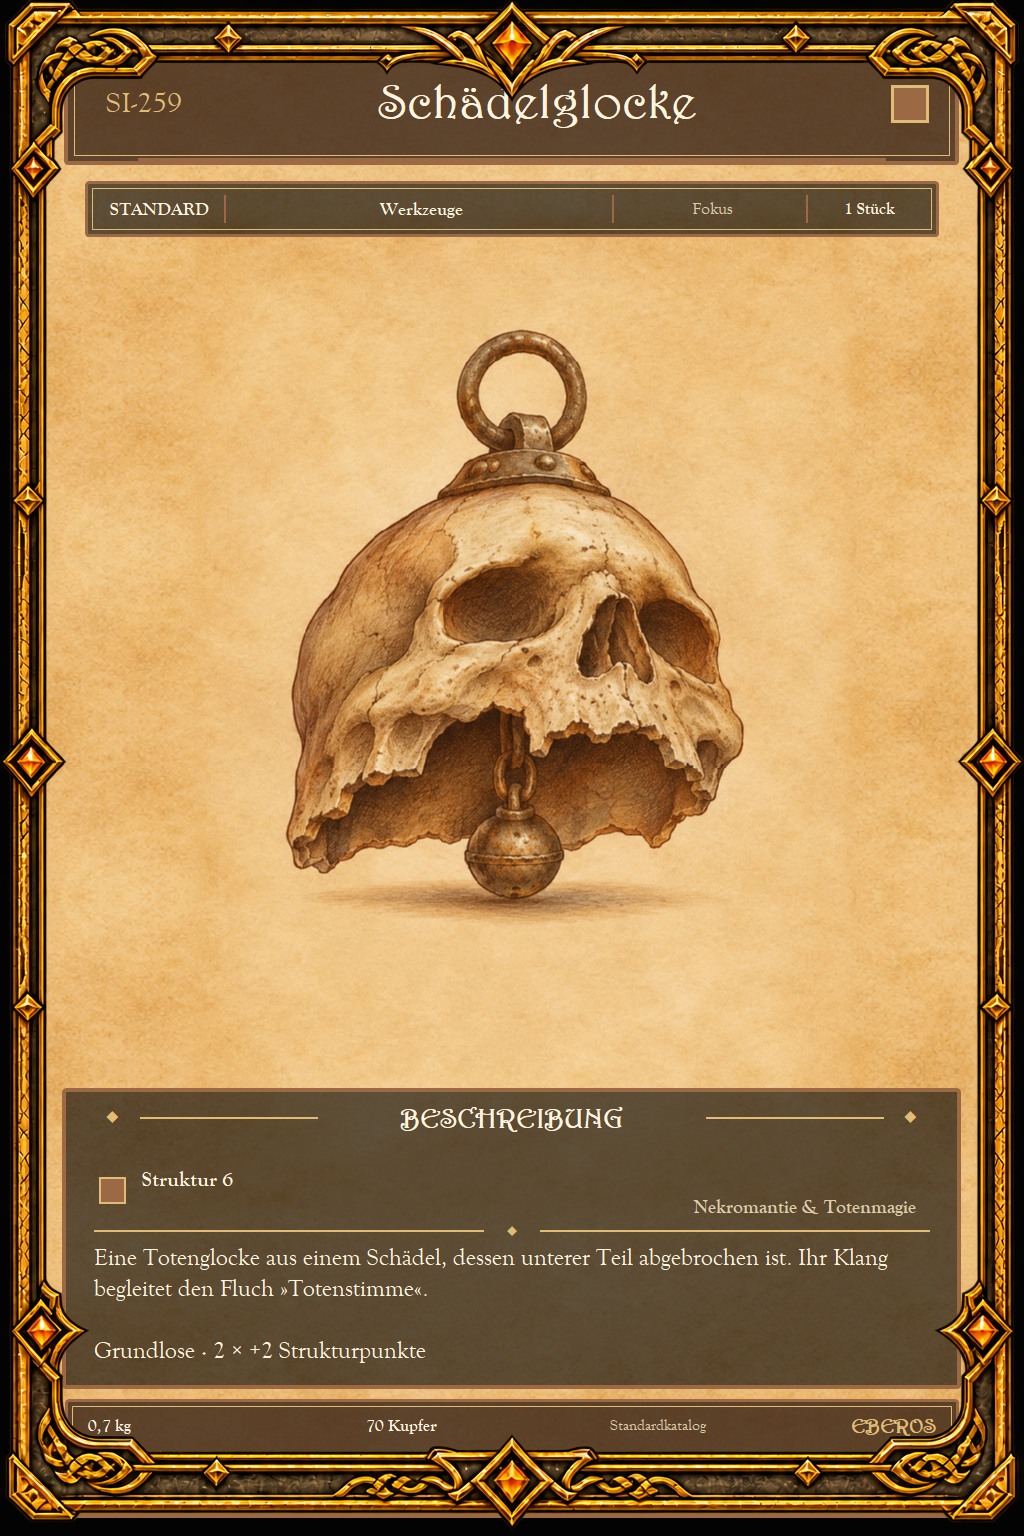 SI-259
Schädelglocke
STANDARD
Werkzeuge
Fokus
1 Stück
BESCHREIBUNG
Struktur 6
Nekromantie & Totenmagie
Eine Totenglocke aus einem Schädel, dessen unterer Teil abgebrochen ist. Ihr Klang
begleitet den Fluch »Totenstimme«.
Grundlose · 2 × +2 Strukturpunkte
0,7 kg
70 Kupfer
Standardkatalog
EBEROS